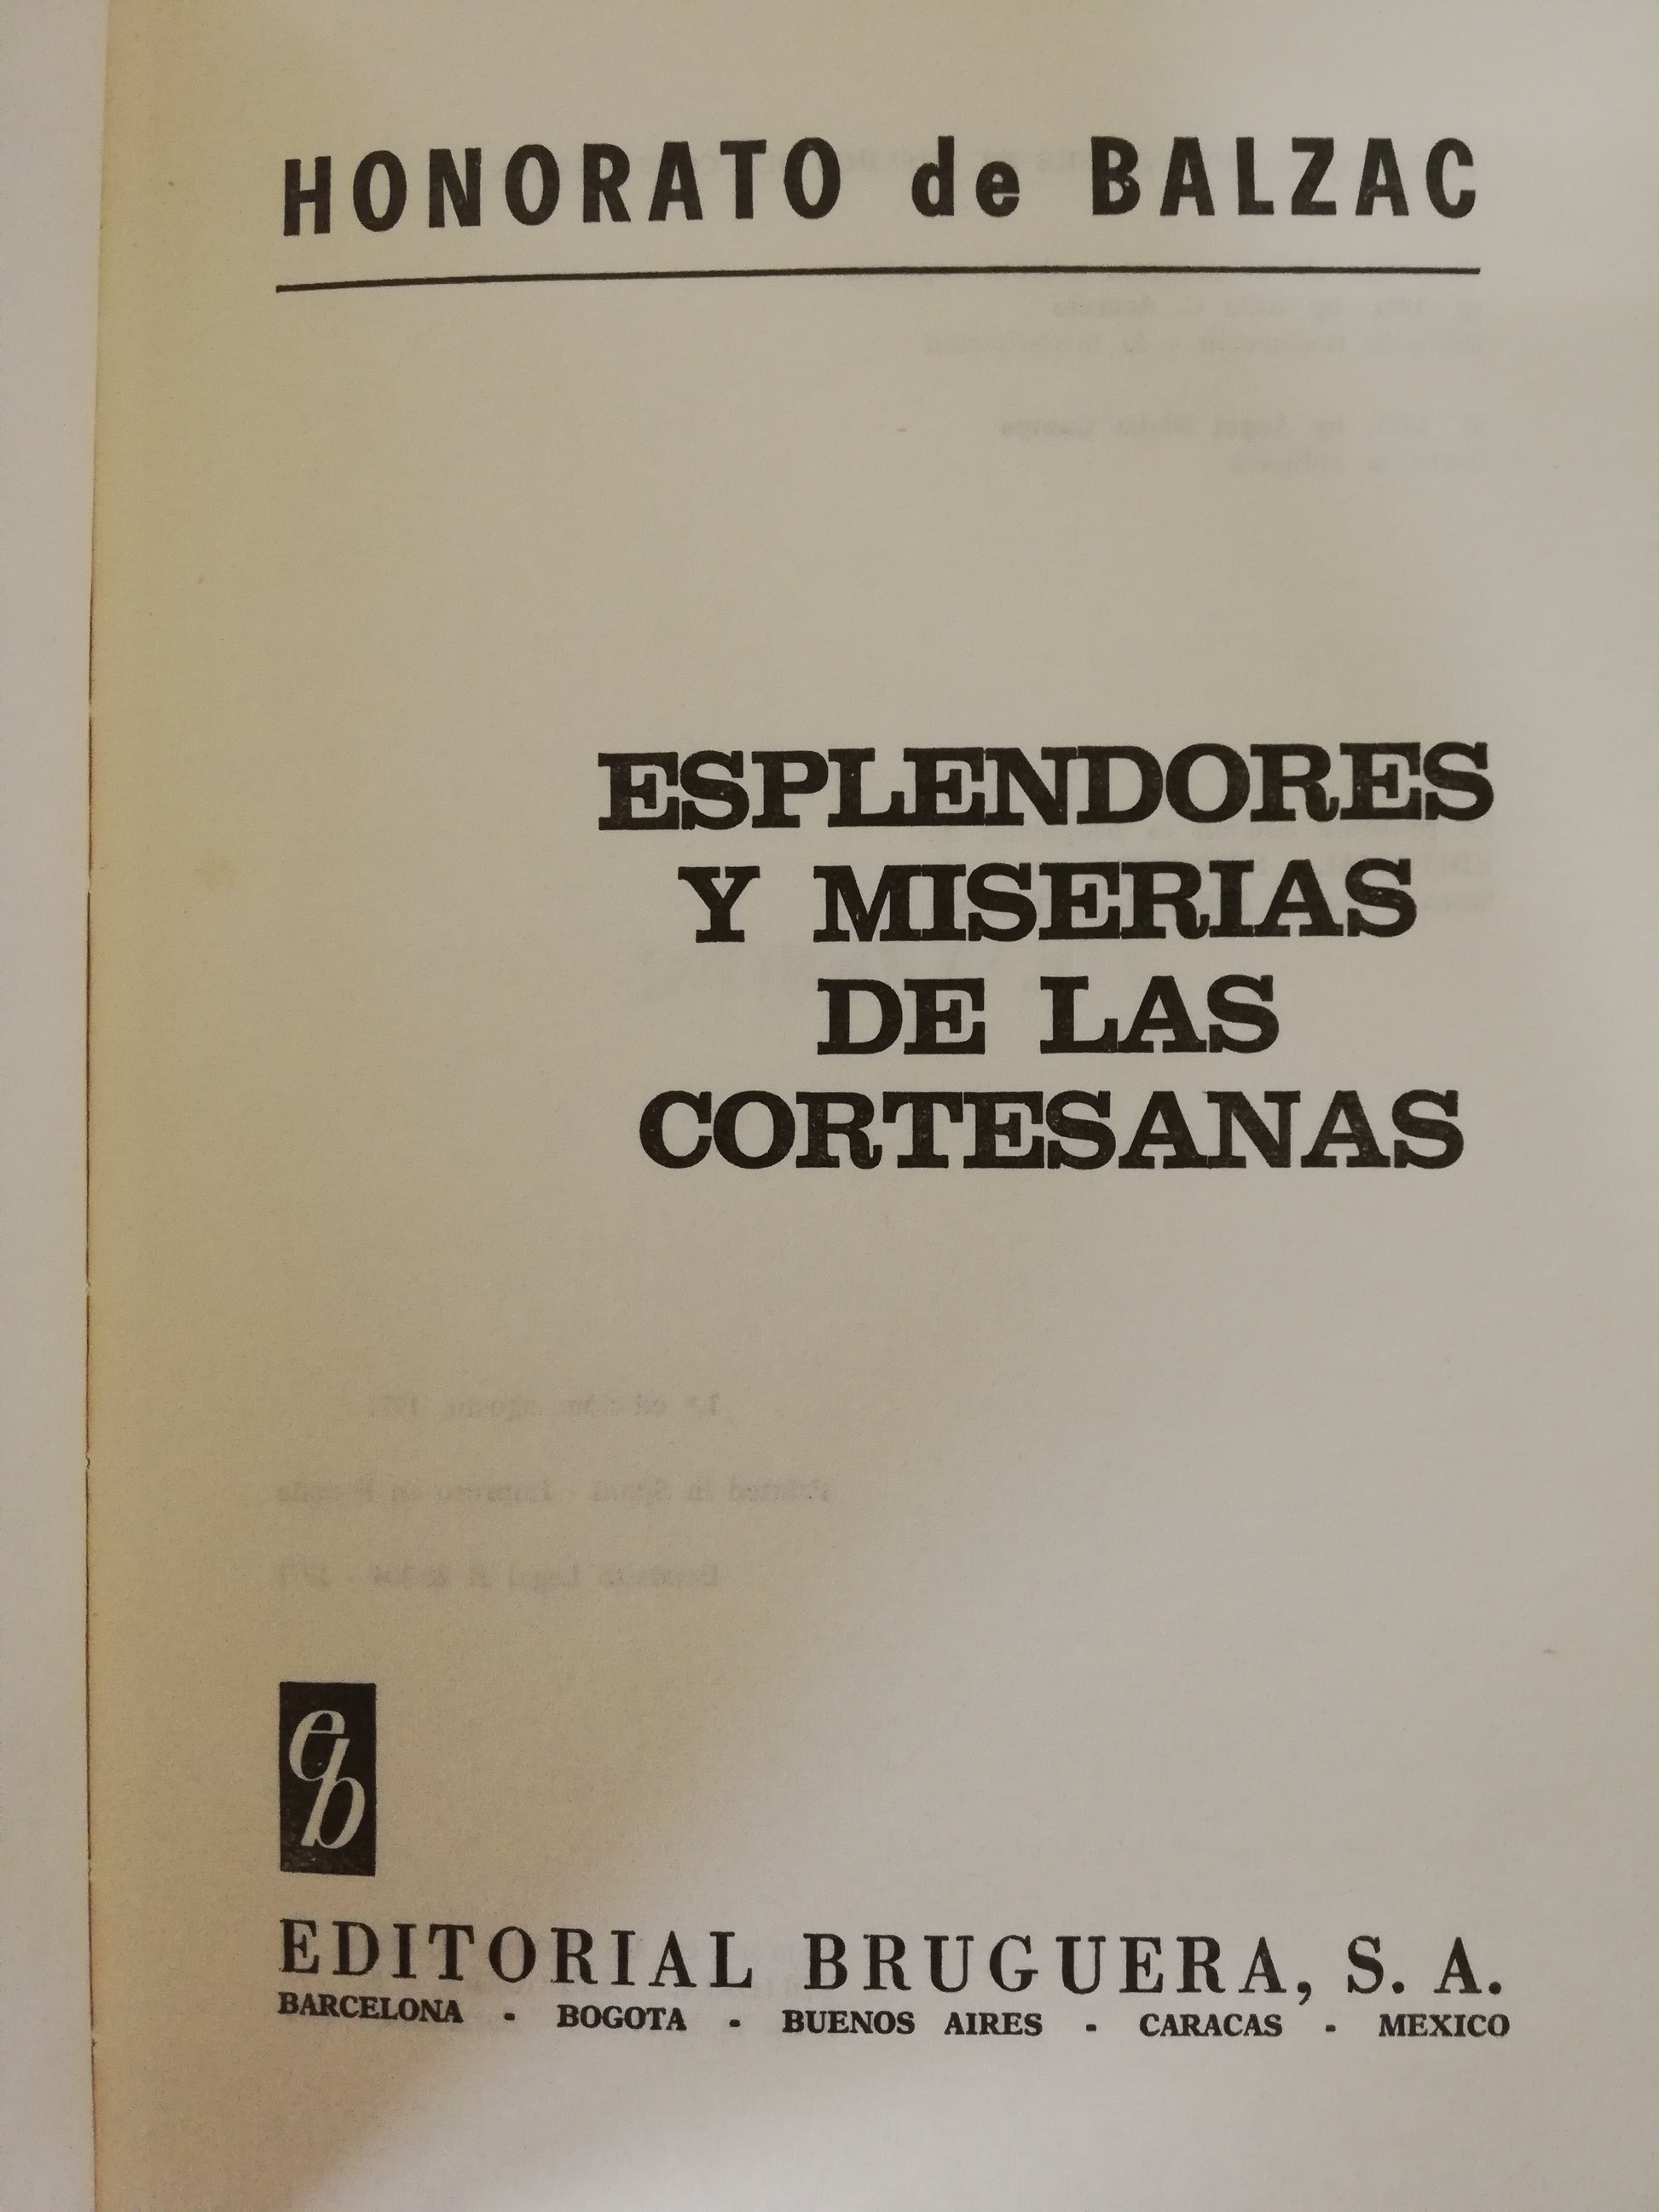 HONORATO de BALZAC
ESPLENDORES
Y MISERIAS
DE LAS
CORTESANAS
eb
EDITORIAL BRUGUERA, S. A.
BARCELONA - BOGOTA - BUENOS AIRES - CARACAS - MEXICO